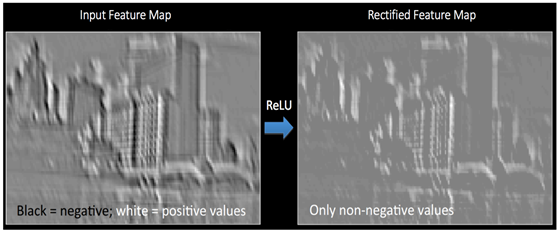 Input Feature Map
Rectified Feature Map
ReLU
Black = negative; white = positive values
Only non-negative values